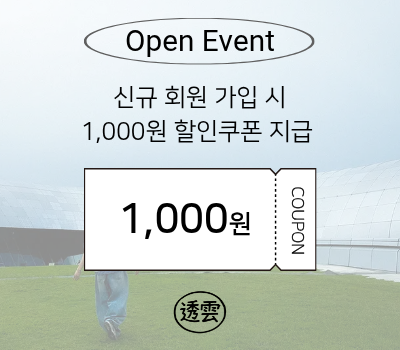 Open Event
신규 회원 가입 시
1,000원 할인쿠폰 지급
1,000원
COUPON
透雲